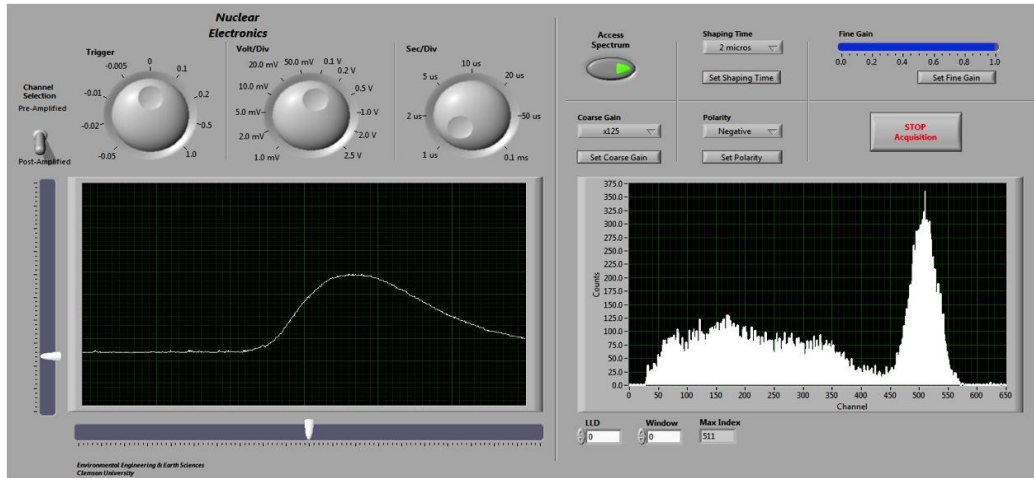 Nuclear
Electronics
Trigger
-0.05
-0.02
-0.01
-0.005
0
0.1
0.2
0.5
1.0
Volt/Div
1.0 mV
2.0 mV
5.0 mV
10.0 mV
20.0 mV
50.0 mV
0.1 V
0.2 V
0.5 V
1.0 V
2.0 V
2.5 V
Sec/Div
1 us
2 us
5 us
10 us
20 us
50 us
0.1 ms
Channel
Selection
Pre-Amplified
Post-Amplified
Environmental Engineering & Earth Sciences
Clemson University
Access
Spectrum
Shaping Time
2 micros
Set Shaping Time
Fine Gain
0.0 0.2 0.4 0.6 0.8 1.0
Set Fine Gain
Coarse Gain
x125
Set Coarse Gain
Polarity
Negative
Set Polarity
STOP
Acquisition
375.0
350.0
325.0
300.0
275.0
250.0
225.0
200.0
175.0
150.0
125.0
100.0
75.0
50.0
25.0
0.0
Counts
0 50 100 150 200 250 300 350 400 450 500 550 600 650
Channel
LLD
0
Window
0
Max Index
511